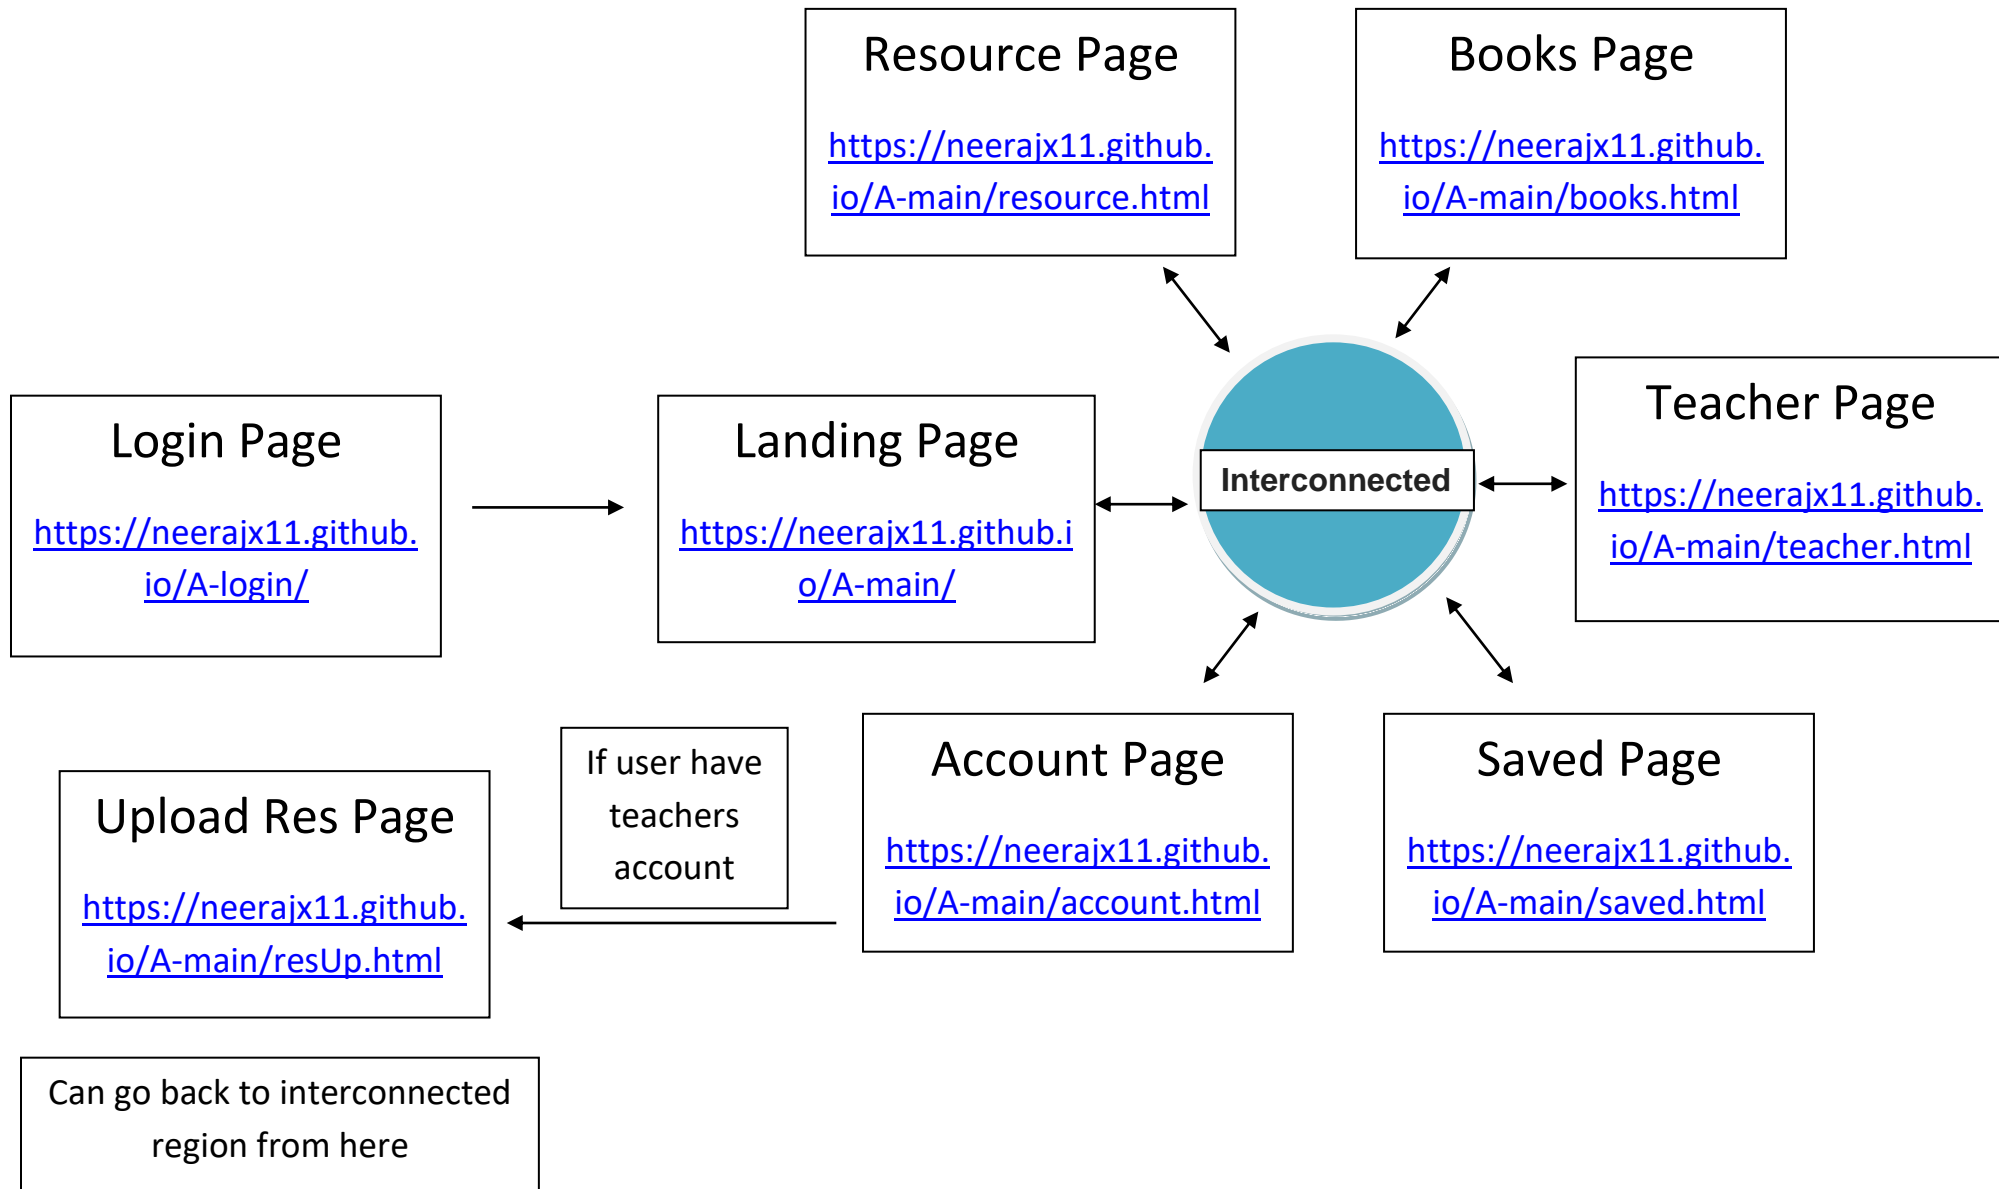 Resource Page
https://neerajx11.github.
io/A-main/resource.html
Books Page
https://neerajx11.github.
io/A-main/books.html
Login Page
https://neerajx11.github.
io/A-login/
Landing Page
https://neerajx11.github.i
o/A-main/
Interconnected
Teacher Page
https://neerajx11.github.
io/A-main/teacher.html
Upload Res Page
https://neerajx11.github.
io/A-main/resUp.html
If user have
teachers
account
Account Page
https://neerajx11.github.
io/A-main/account.html
Saved Page
https://neerajx11.github.
io/A-main/saved.html
Can go back to interconnected
region from here